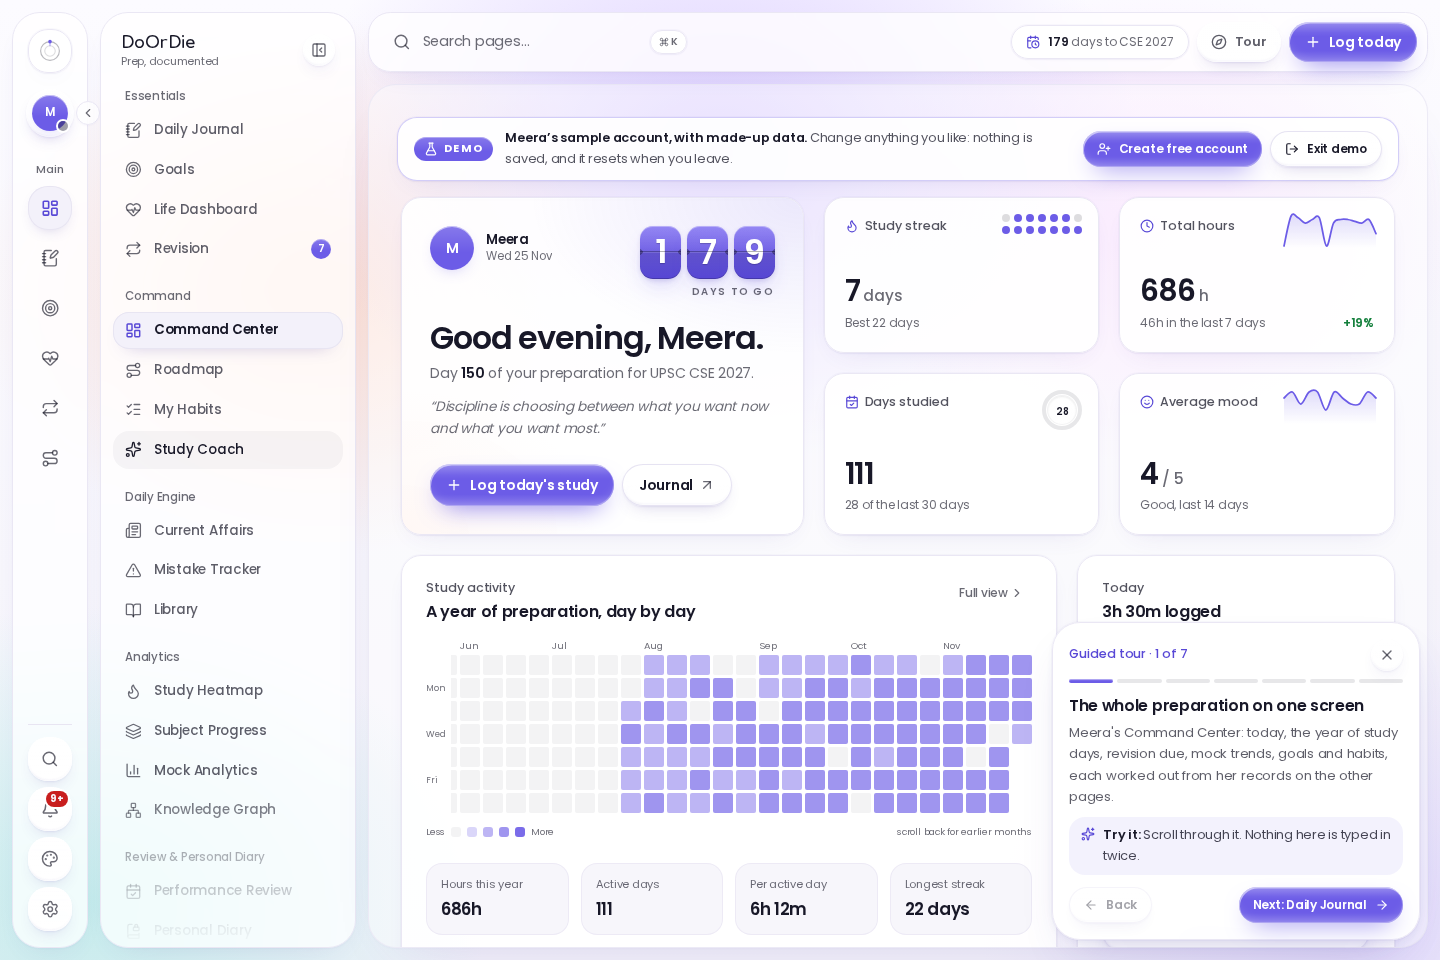 DoOrDie
Prep, documented
M
Main
9+
Essentials
Daily Journal
Goals
Life Dashboard
Revision 7
Command
Command Center
Roadmap
My Habits
Study Coach
Daily Engine
Current Affairs
Mistake Tracker
Library
Analytics
Study Heatmap
Subject Progress
Mock Analytics
Knowledge Graph
Review & Personal Diary
Performance Review
Personal Diary
Search pages...
⌘K
179 days to CSE 2027
Tour
Log today
DEMO
Meera’s sample account, with made-up data. Change anything you like: nothing is
saved, and it resets when you leave.
Create free account
Exit demo
M
Meera
Wed 25 Nov
1 7 9
DAYS TO GO
Good evening, Meera.
Day 150 of your preparation for UPSC CSE 2027.
“Discipline is choosing between what you want now
and what you want most.”
Log today's study
Journal
Study streak
7 days
Best 22 days
Total hours
686 h
46h in the last 7 days
+19%
Days studied
28
111
28 of the last 30 days
Average mood
4 / 5
Good, last 14 days
Study activity
A year of preparation, day by day
Full view
Jun Jul Aug Sep Oct Nov
Mon
Wed
Fri
Less More
scroll back for earlier months
Hours this year
686h
Active days
111
Per active day
6h 12m
Longest streak
22 days
Today
3h 30m logged
Guided tour · 1 of 7
The whole preparation on one screen
Meera's Command Center: today, the year of study
days, revision due, mock trends, goals and habits,
each worked out from her records on the other
pages.
Try it: Scroll through it. Nothing here is typed in
twice.
Back
Next: Daily Journal